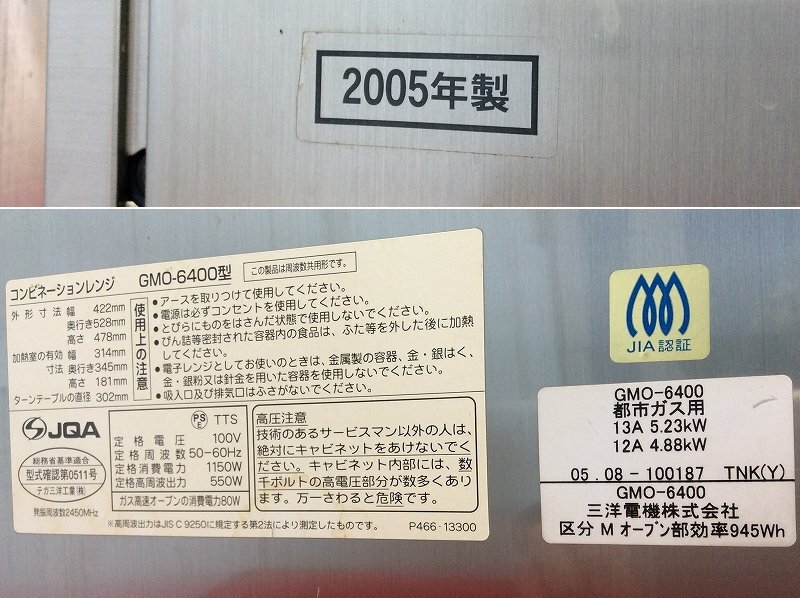 2005年製
コンビネーションレンジ GMO-6400型 この製品は周波数共用形です。
外形寸法幅 422mm
奥行き528mm
高さ 478mm
加熱室の有効 幅 314mm
寸法 奥行き345mm
高さ 181mm
ターンテーブルの直径 302mm
使用上の注意
•アースを取りつけて使用してください。
•電源は必ずコンセントを使用してください。
•とびらにものをはさんだ状態で使用しないでください。
•びん詰等密封された容器内の食品は、ふた等を外した後に加熱
してください。
•電子レンジとしてお使いのときは、金属製の容器、金・銀はく、
金・銀粉又は針金を用いた容器を使用しないでください。
•吸入口及び排気口はふさがないでください。
JQA
総務省基準適合
型式確認第0511号
テガ三洋工業㈱
発振周波数2450MHz
PSE TTS
定格電圧 100V
定格周波数 50-60Hz
定格消費電力 1150W
定格高周波出力 550W
ガス高速オーブンの消費電力80W
高圧注意
技術のあるサービスマン以外の人は、
絶対にキャビネットをあけないでくだ
さい。キャビネット内部には、数
千ボルトの高電圧部分が数多くありま
す。万一さわると危険です。
※高周波出力はJIS C 9250に規定する第2法により測定したものです。 P466-13300
JIA認証
GMO-6400
都市ガス用
13A 5.23kW
12A 4.88kW
05.08-100187 TNK(Y)
GMO-6400
三洋電機株式会社
区分 M オーブン部効率945Wh